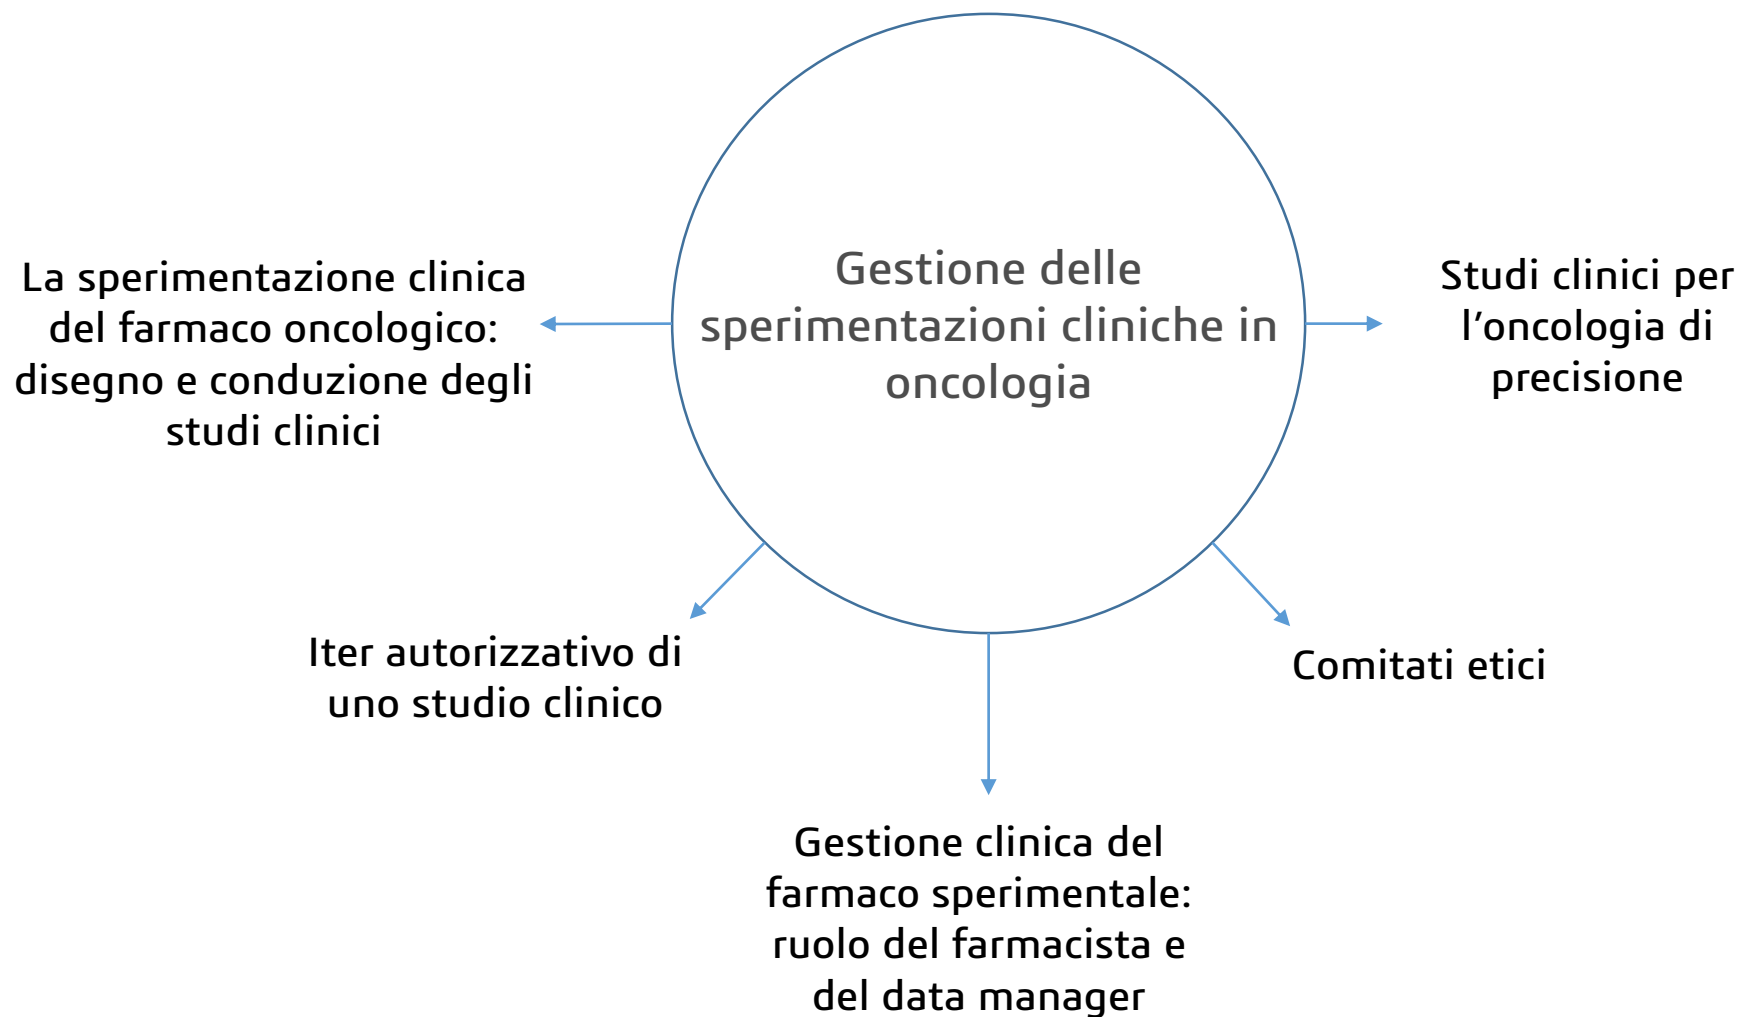 Gestione delle
sperimentazioni cliniche in
oncologia
La sperimentazione clinica
del farmaco oncologico:
disegno e conduzione degli
studi clinici
Studi clinici per
l'oncologia di
precisione
Iter autorizzativo di
uno studio clinico
Comitati etici
Gestione clinica del
farmaco sperimentale:
ruolo del farmacista e
del data manager